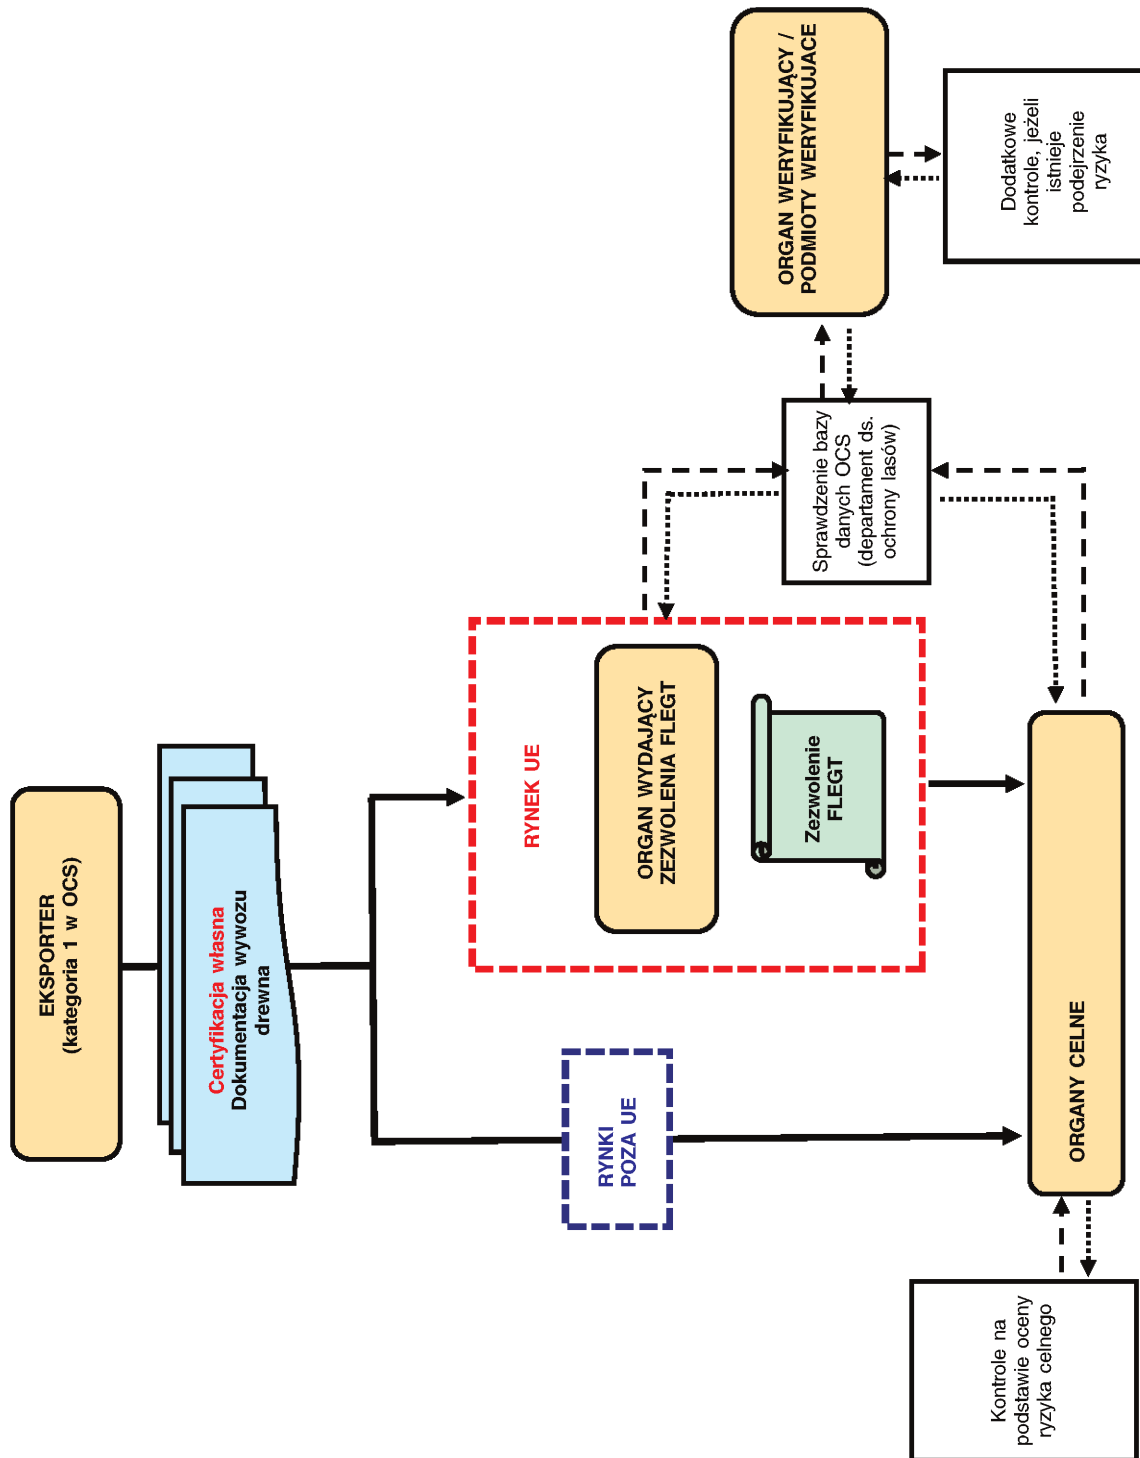 EKSPORTER
(kategoria 1 w OCS)
Certyfikacja własna
Dokumentacja wywozu
drewna
RYNKI
POZA UE
RYNEK UE
ORGAN WYDAJĄCY
ZEZWOLENIA FLEGT
Zezwolenie
FLEGT
Sprawdzenie bazy
danych OCS
(departament ds.
ochrony lasów)
ORGAN WERYFIKUJĄCY /
PODMIOTY WERYFIKUJACE
Dodatkowe
kontrole, jeżeli
istnieje
podejrzenie
ryzyka
ORGANY CELNE
Kontrole na
podstawie oceny
ryzyka celnego